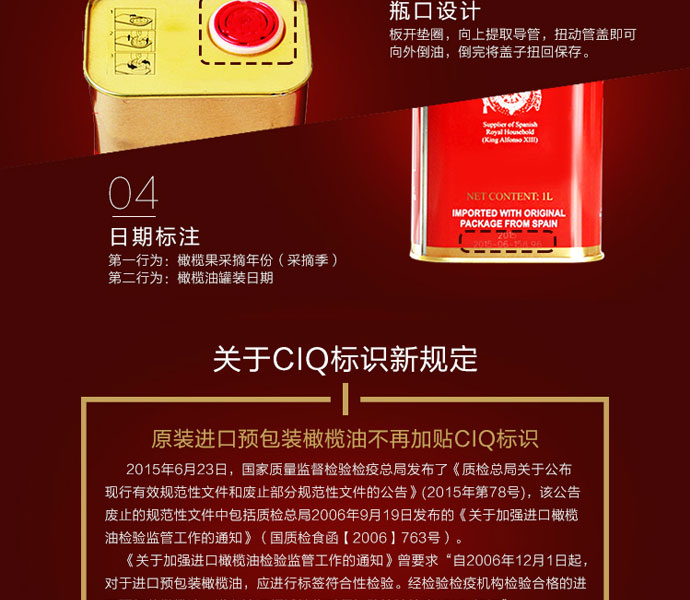 瓶口设计
板开垫圈，向上提取导管，扭动管盖即可
向外倒油，倒完将盖子扭回保存。
1
2
3
Supplier of Spanish
Royal Household
(King Alfonso XIII)
NET CONTENT: 1L
IMPORTED WITH ORIGINAL
PACKAGE FROM SPAIN
04
日期标注
第一行为：橄榄果采摘年份（采摘季）
第二行为：橄榄油罐装日期
关于CIQ标识新规定
原装进口预包装橄榄油不再加贴CIQ标识
2015年6月23日，国家质量监督检验检疫总局发布了《质检总局关于公布
现行有效规范性文件和废止部分规范性文件的公告》(2015年第78号)，该公告
废止的规范性文件中包括质检总局2006年9月19日发布的《关于加强进口橄榄
油检验监管工作的通知》（国质检食函【2006】763号）。
《关于加强进口橄榄油检验监管工作的通知》曾要求“自2006年12月1日起，
对于进口预包装橄榄油，应进行标签符合性检验。经检验检疫机构检验合格的进